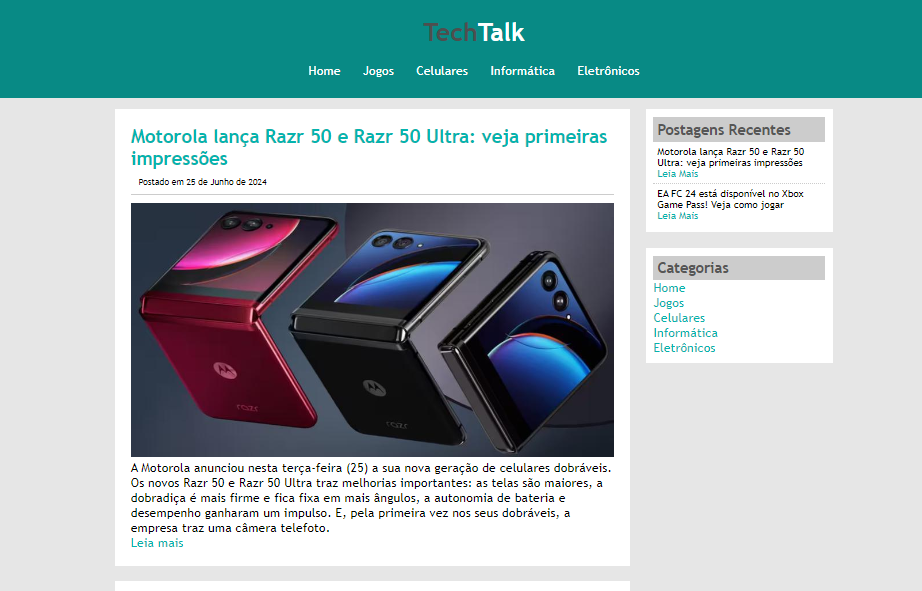 TechTalk
Home Jogos Celulares Informática Eletrônicos
Motorola lança Razr 50 e Razr 50 Ultra: veja primeiras
impressões
Postado em 25 de Junho de 2024
razr
razr
A Motorola anunciou nesta terça-feira (25) a sua nova geração de celulares dobráveis.
Os novos Razr 50 e Razr 50 Ultra traz melhorias importantes: as telas são maiores, a
dobradiça é mais firme e fica fixa em mais ângulos, a autonomia de bateria e
desempenho ganharam um impulso. E, pela primeira vez nos seus dobráveis, a
empresa traz uma câmera telefoto.
Leia mais
Postagens Recentes
Motorola lança Razr 50 e Razr 50
Ultra: veja primeiras impressões
Leia Mais
EA FC 24 está disponível no Xbox
Game Pass! Veja como jogar
Leia Mais
Categorias
Home
Jogos
Celulares
Informática
Eletrônicos